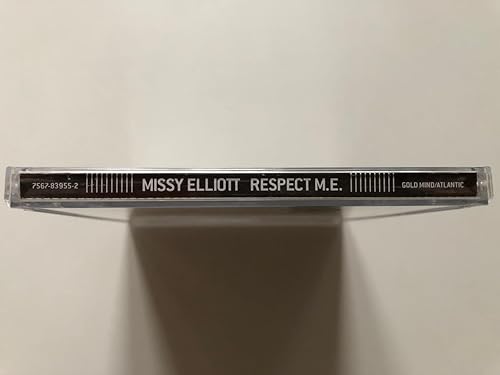 7567-83955-2 MISSY ELLIOTT RESPECT M.E. GOLD MIND/ATLANTIC